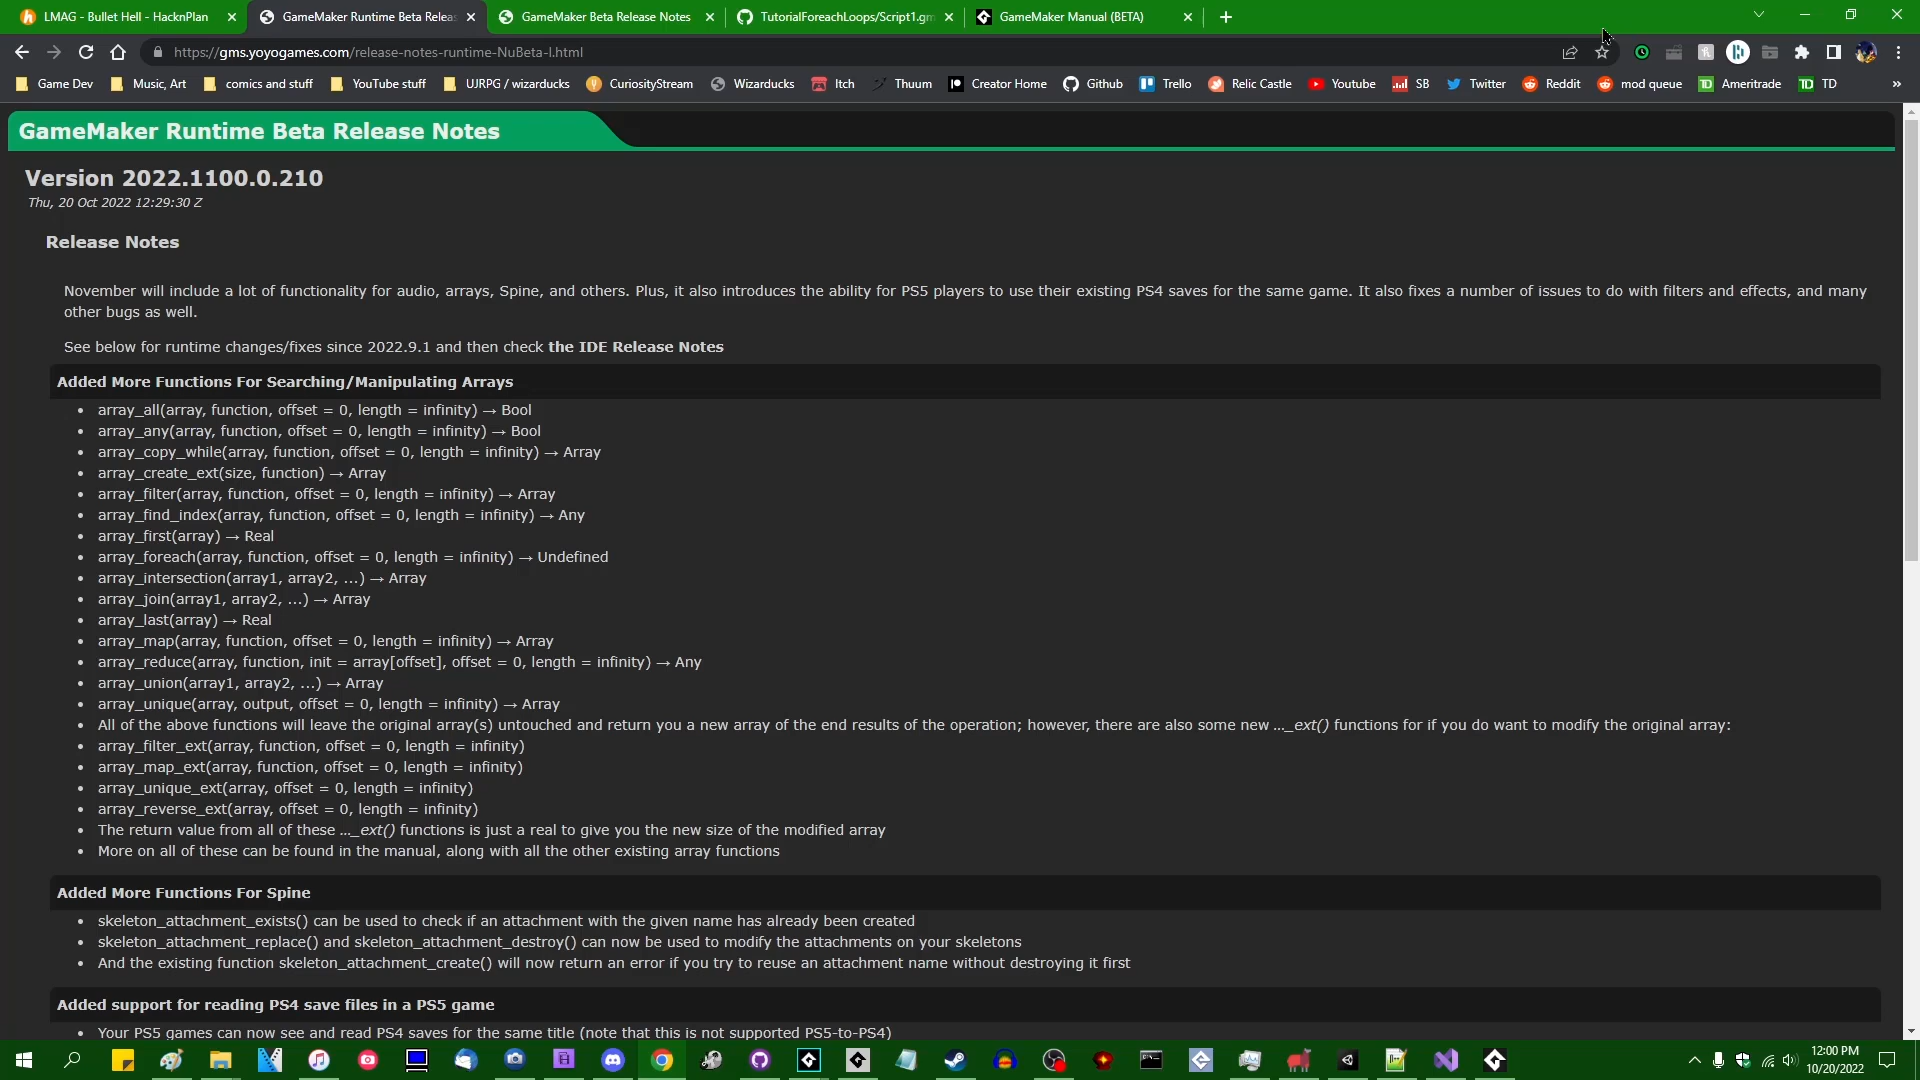 LMAG - Bullet Hell - HacknPlan
GameMaker Runtime Beta Releas
GameMaker Beta Release Notes
TutorialForeachLoops/Script1.gm
GameMaker Manual (BETA)
https://gms.yoyogames.com/release-notes-runtime-NuBeta-I.html
Game Dev
Music, Art
comics and stuff
YouTube stuff
UJRPG / wizarducks
CuriosityStream
Wizarducks
Itch
Thuum
Creator Home
Github
Trello
Relic Castle
Youtube
SB
Twitter
Reddit
mod queue
Ameritrade
TD
»
GameMaker Runtime Beta Release Notes
Version 2022.1100.0.210
Thu, 20 Oct 2022 12:29:30 Z
Release Notes
November will include a lot of functionality for audio, arrays, Spine, and others. Plus, it also introduces the ability for PS5 players to use their existing PS4 saves for the same game. It also fixes a number of issues to do with filters and effects, and many
other bugs as well.
See below for runtime changes/fixes since 2022.9.1 and then check the IDE Release Notes
Added More Functions For Searching/Manipulating Arrays
• array_all(array, function, offset = 0, length = infinity) → Bool
• array_any(array, function, offset = 0, length = infinity) → Bool
• array_copy_while(array, function, offset = 0, length = infinity) → Array
• array_create_ext(size, function) → Array
• array_filter(array, function, offset = 0, length = infinity) → Array
• array_find_index(array, function, offset = 0, length = infinity) → Any
• array_first(array) → Real
• array_foreach(array, function, offset = 0, length = infinity) → Undefined
• array_intersection(array1, array2, ...) → Array
• array_join(array1, array2, ...) → Array
• array_last(array) → Real
• array_map(array, function, offset = 0, length = infinity) → Array
• array_reduce(array, function, init = array[offset], offset = 0, length = infinity) → Any
• array_union(array1, array2, ...) → Array
• array_unique(array, output, offset = 0, length = infinity) → Array
• All of the above functions will leave the original array(s) untouched and return you a new array of the end results of the operation; however, there are also some new ..._ext() functions for if you do want to modify the original array:
• array_filter_ext(array, function, offset = 0, length = infinity)
• array_map_ext(array, function, offset = 0, length = infinity)
• array_unique_ext(array, offset = 0, length = infinity)
• array_reverse_ext(array, offset = 0, length = infinity)
• The return value from all of these ..._ext() functions is just a real to give you the new size of the modified array
• More on all of these can be found in the manual, along with all the other existing array functions
Added More Functions For Spine
• skeleton_attachment_exists() can be used to check if an attachment with the given name has already been created
• skeleton_attachment_replace() and skeleton_attachment_destroy() can now be used to modify the attachments on your skeletons
• And the existing function skeleton_attachment_create() will now return an error if you try to reuse an attachment name without destroying it first
Added support for reading PS4 save files in a PS5 game
• Your PS5 games can now see and read PS4 saves for the same title (note that this is not supported PS5-to-PS4)
12:00 PM
10/20/2022